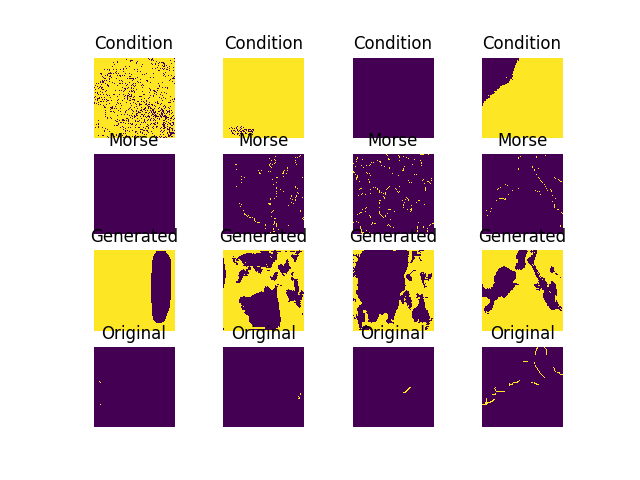 Condition Condition Condition Condition
Morse Morse Morse Morse
Generated Generated Generated Generated
Original Original Original Original